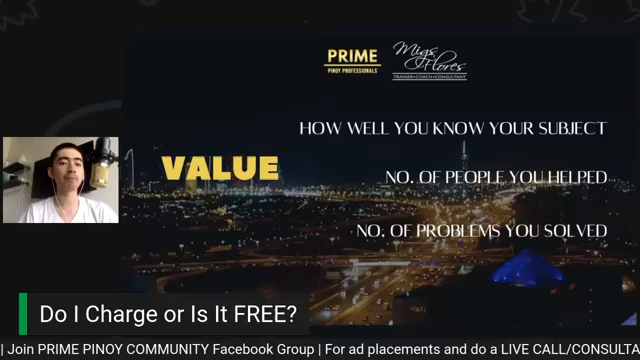 PRIME
PINOY PROFESSIONALS
Migs
Flores
TRAINER•COACH•CONSULTANT
HOW WELL YOU KNOW YOUR SUBJECT
VALUE
NO. OF PEOPLE YOU HELPED
NO. OF PROBLEMS YOU SOLVED
Do I Charge or Is It FREE?
| Join PRIME PINOY COMMUNITY Facebook Group | For ad placements and do a LIVE CALL/CONSULTA